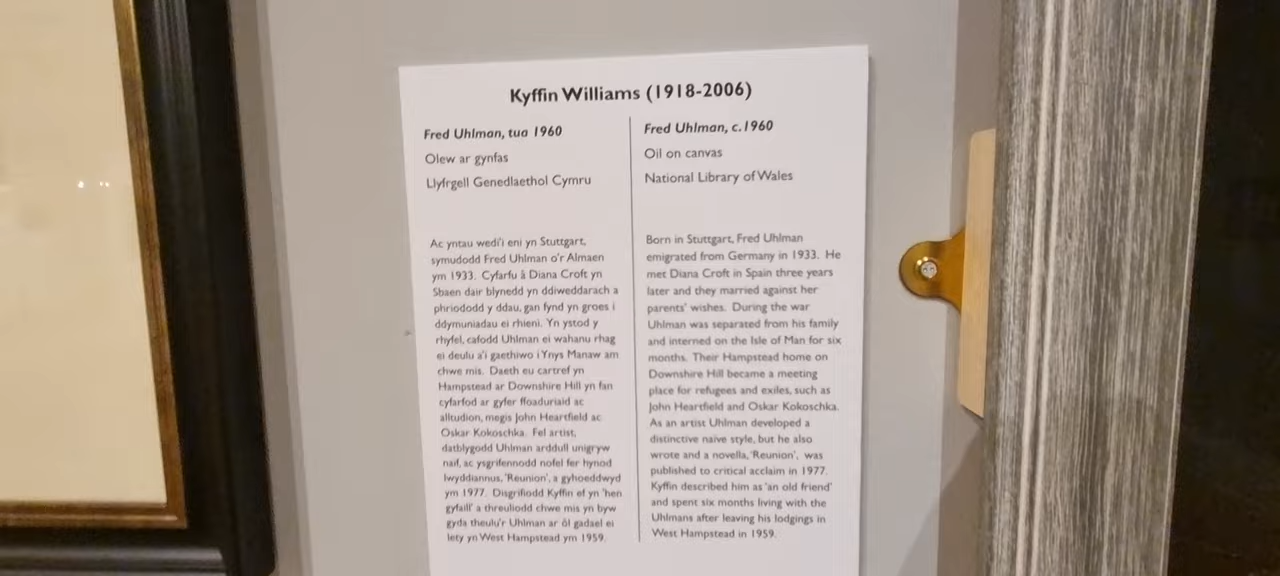 Kyffin Williams (1918-2006)
Fred Uhlman, tua 1960
Olew ar gynfas
Llyfrgell Genedlaethol Cymru
Ac yntau wedi'i eni yn Stuttgart,
symudodd Fred Uhlman o'r Almaen
ym 1933. Cyfarfu â Diana Croft yn
Sbaen dair blynedd yn ddiweddarach a
phriododd y ddau, gan fynd yn groes i
ddymuniadau ei rhieni. Yn ystod y
rhyfel, cafodd Uhlman ei wahanu rhag
ei deulu a'i gaethiwo i Ynys Manaw am
chwe mis. Daeth eu cartref yn
Hampstead ar Downshire Hill yn fan
cyfarfod ar gyfer ffoaduriaid ac
alltudion, megis John Heartfield ac
Oskar Kokoschka. Fel artist,
datblygodd Uhlman arddull unigryw
naïf, ac ysgrifennodd nofel fer hynod
lwyddiannus, 'Reunion', a gyhoeddwyd
ym 1977. Disgrifiodd Kyffin ef yn 'hen
gyfaill' a threuliodd chwe mis yn byw
gyda theulu'r Uhlman ar ôl gadael ei
lety yn West Hampstead ym 1959.
Fred Uhlman, c.1960
Oil on canvas
National Library of Wales
Born in Stuttgart, Fred Uhlman
emigrated from Germany in 1933. He
met Diana Croft in Spain three years
later and they married against her
parents' wishes. During the war
Uhlman was separated from his family
and interned on the Isle of Man for six
months. Their Hampstead home on
Downshire Hill became a meeting
place for refugees and exiles, such as
John Heartfield and Oskar Kokoschka.
As an artist Uhlman developed a
distinctive naive style, but he also
wrote and a novella, 'Reunion', was
published to critical acclaim in 1977.
Kyffin described him as 'an old friend'
and spent six months living with the
Uhlmans after leaving his lodgings in
West Hampstead in 1959.